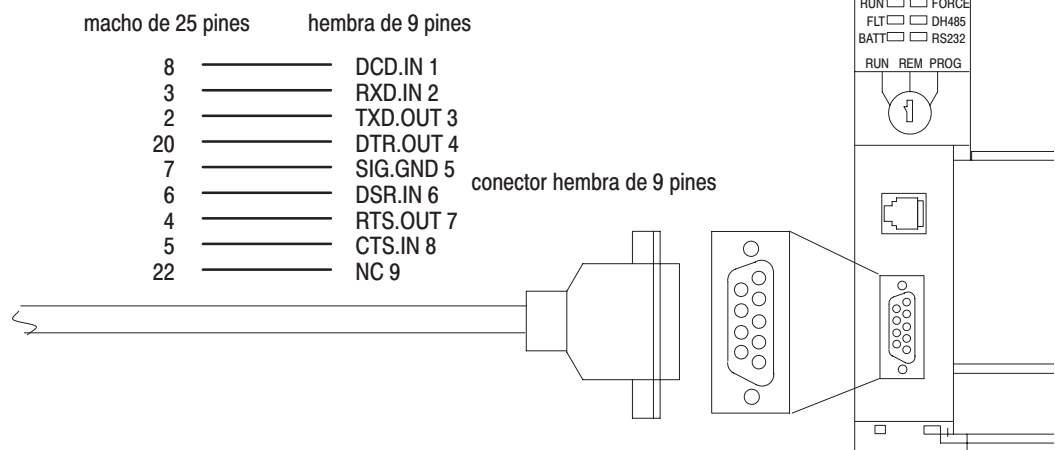 macho de 25 pines hembra de 9 pines
8 DCD.IN 1
3 RXD.IN 2
2 TXD.OUT 3
20 DTR.OUT 4
7 SIG.GND 5
6 DSR.IN 6
4 RTS.OUT 7
5 CTS.IN 8
22 NC 9
conector hembra de 9 pines
RUN FORCE
FLT DH485
BATT RS232
RUN REM PROG